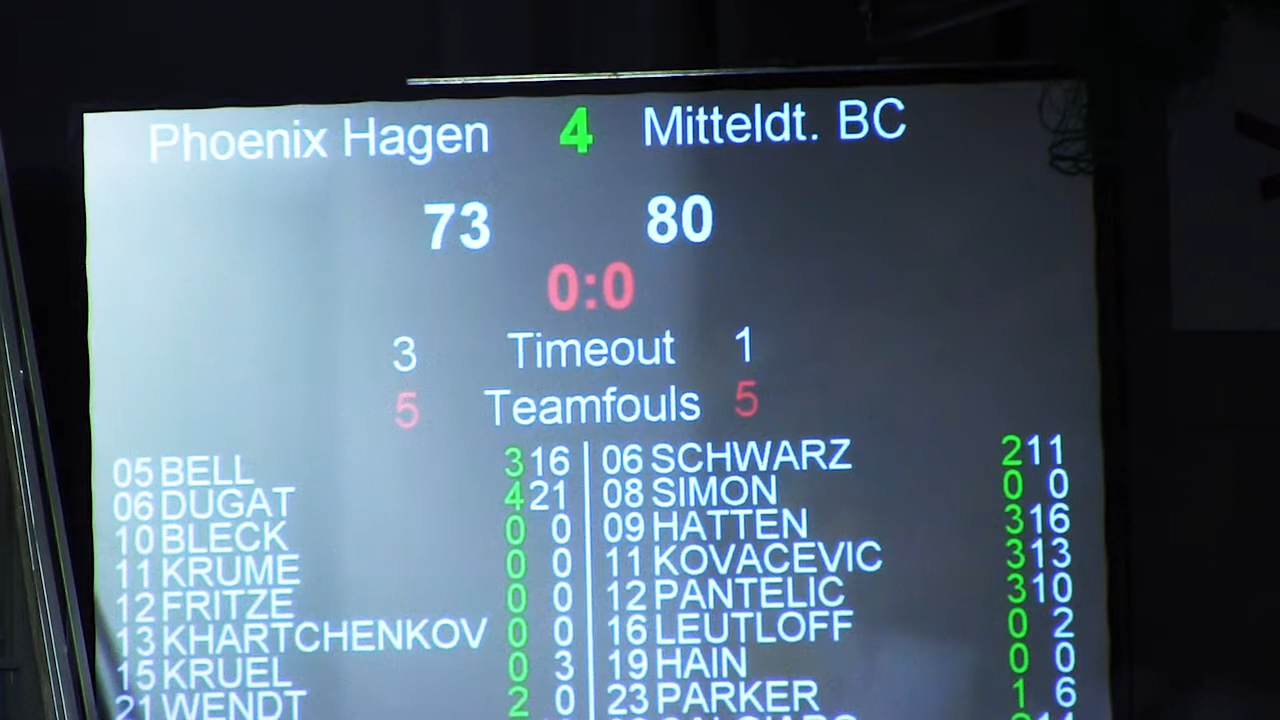 Phoenix Hagen 4 Mitteldt. BC
73 80
0:0
3 Timeout 1
5 Teamfouls 5
05 BELL 3 16 06 SCHWARZ 2 11
06 DUGAT 4 21 08 SIMON 0 0
10 BLECK 0 0 09 HATTEN 3 16
11 KRUME 0 0 11 KOVACEVIC 3 13
12 FRITZE 0 0 12 PANTELIC 3 10
13 KHARTCHENKOV 0 0 16 LEUTLOFF 0 2
15 KRUEL 0 3 19 HAIN 0 0
21 WENDT 2 0 23 PARKER 1 6